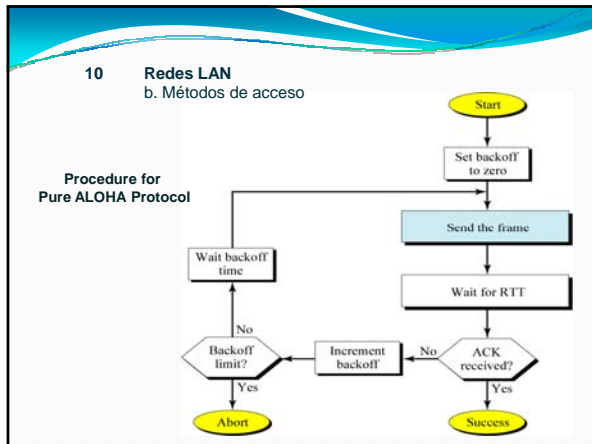 10 Redes LAN
b. Métodos de acceso
Procedure for
Pure ALOHA Protocol
Start
Set backoff
to zero
Send the frame
Wait backoff
time
Wait for RTT
No
Backoff
limit?
Increment
backoff
No
ACK
received?
Yes
Yes
Abort
Success